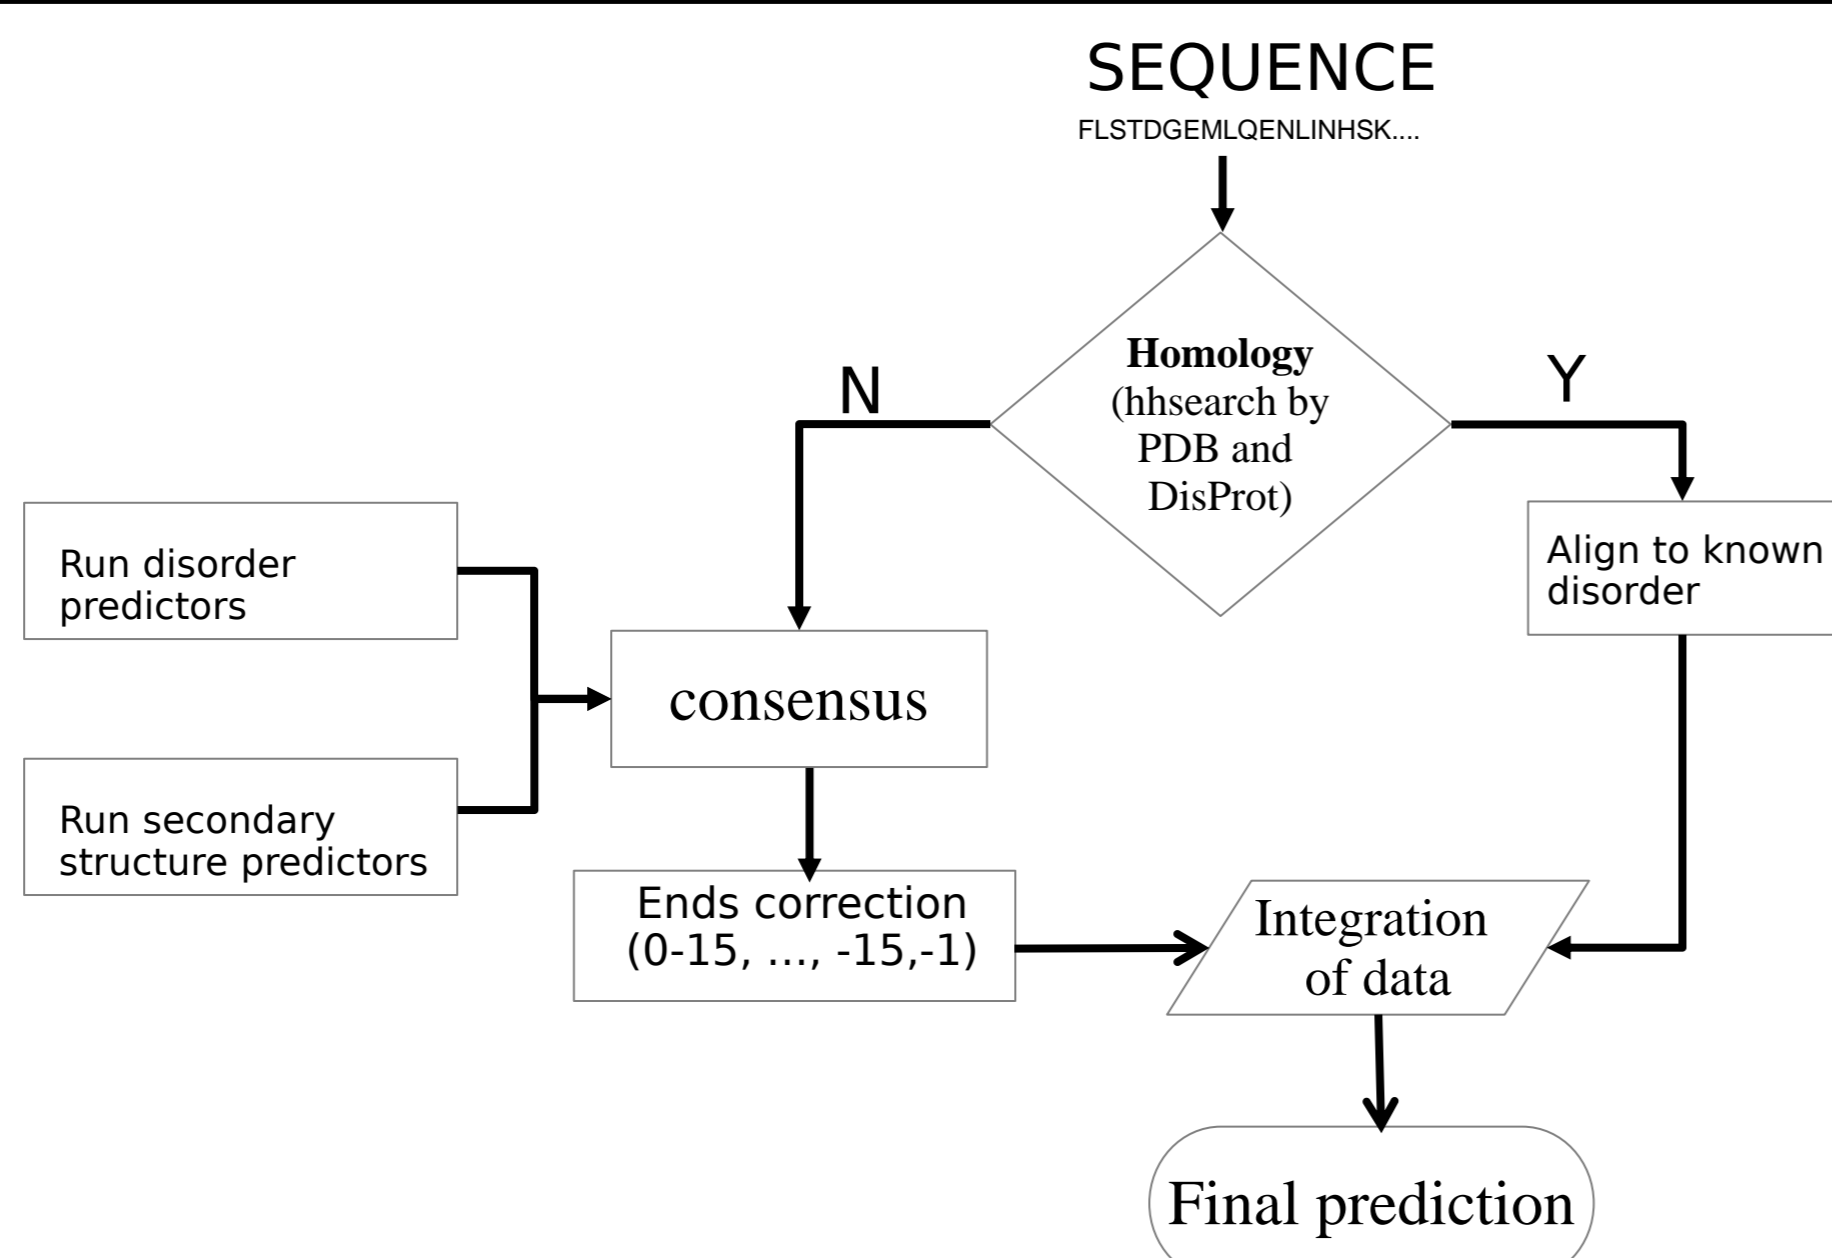 SEQUENCE
FLSTDGEMLQENLINHSK....
Homology
(hhsearch by
PDB and
DisProt)
N
Y
Run disorder
predictors
Align to known
disorder
consensus
Run secondary
structure predictors
Ends correction
(0-15, ..., -15,-1)
Integration
of data
Final prediction